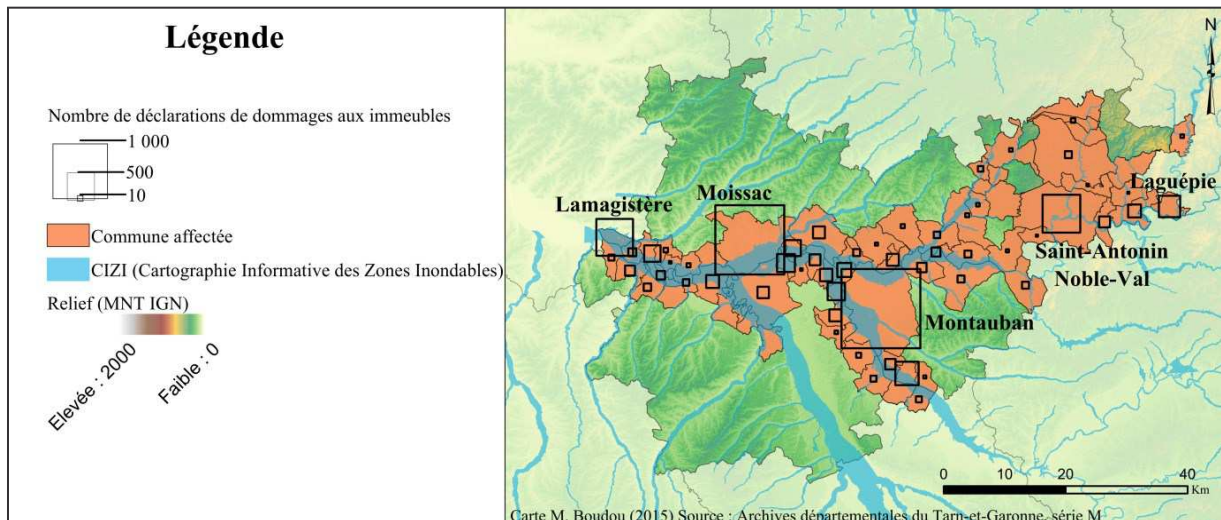 Légende
Nombre de déclarations de dommages aux immeubles
1 000
500
10
Commune affectée
CIZI (Cartographie Informative des Zones Inondables)
Relief (MNT IGN)
Elevée : 2000
Faible : 0
N
Lamagistère
Moissac
Laguépie
Saint-Antonin
Noble-Val
Montauban
0 10 20 40
Km
Carte M. Boudou (2015) Source : Archives départementales du Tarn-et-Garonne, série M